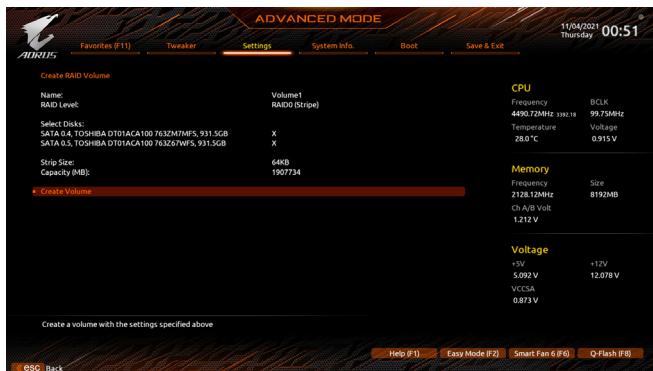 ADVANCED MODE
11/04/2021 Thursday 00:51
AORUS
Favorites (F11) Tweaker Settings System Info. Boot Save & Exit
Create RAID Volume
Name: Volume1
RAID Level: RAID0 (Stripe)
Select Disks:
SATA 0.4, TOSHIBA DT01ACA100 763ZM7MFS, 931.5GB X
SATA 0.5, TOSHIBA DT01ACA100 763Z67WFS, 931.5GB X
Strip Size: 64KB
Capacity (MB): 1907734
Create Volume
CPU
Frequency BCLK
4490.72MHz 3392.18 99.75MHz
Temperature Voltage
28.0 °C 0.915 V
Memory
Frequency Size
2128.12MHz 8192MB
Ch A/B Volt
1.212 V
Voltage
+5V +12V
5.092 V 12.078 V
VCCSA
0.873 V
Create a volume with the settings specified above
Help (F1) Easy Mode (F2) Smart Fan 6 (F6) Q-Flash (F8)
esc Back